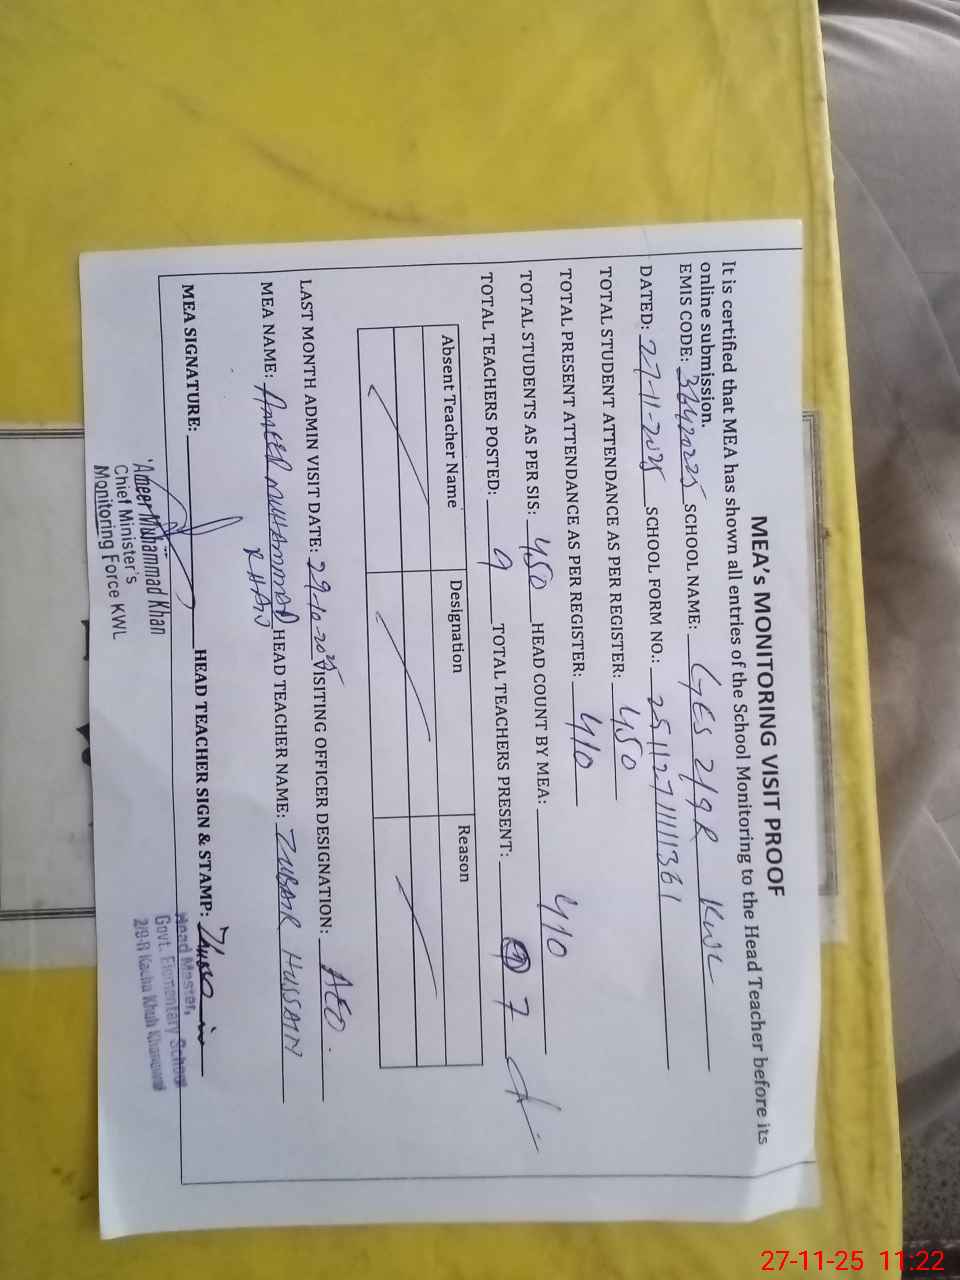 MEA's MONITORING VISIT PROOF
It is certified that MEA has shown all entries of the School Monitoring to the Head Teacher before its
online submission.
EMIS CODE: SCHOOL NAME: GES 219R KWL
DATED: 27-11-2025 SCHOOL FORM NO.:
TOTAL STUDENT ATTENDANCE AS PER REGISTER: 450
TOTAL PRESENT ATTENDANCE AS PER REGISTER: 410
TOTAL STUDENTS AS PER SIS: 450 HEAD COUNT BY MEA: 410
TOTAL TEACHERS POSTED: 9 TOTAL TEACHERS PRESENT: 7
Absent Teacher Name Designation Reason
LAST MONTH ADMIN VISIT DATE: 29-10-2025 VISITING OFFICER DESIGNATION: AEO.
MEA NAME: AMEER MUHAMMAD KHAN HEAD TEACHER NAME: ZUBAIR HUSSAIN
MEA SIGNATURE: HEAD TEACHER SIGN & STAMP:
Ameer Muhammad Khan
Chief Minister's
Monitoring Force KWL
Head Master,
Govt. Elementary School
219-R Kacha Khuh Khanewal
27-11-25 11:22